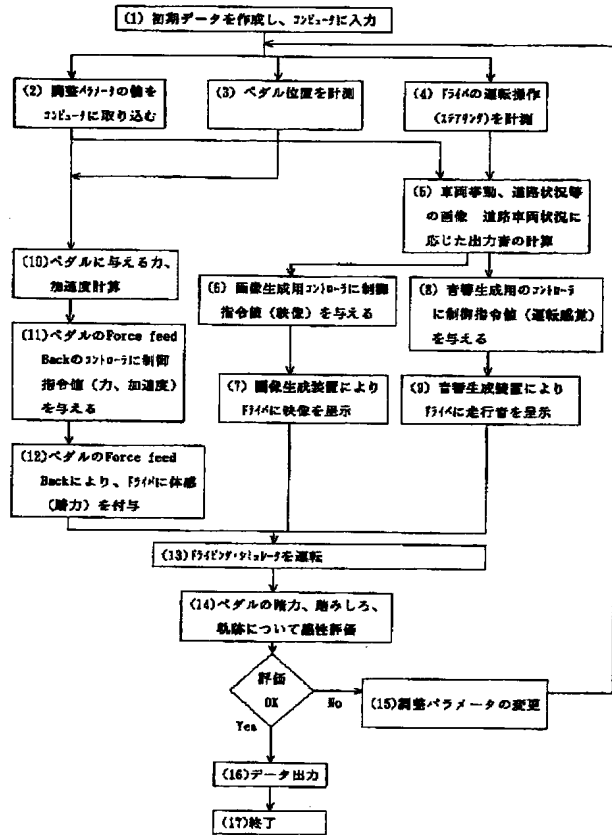 (1) 初期データを作成し、コンピュータに入力
(2) 調整パラメータの値を
コンピュータに取り込む
(3) ペダル位置を計測
(4) ドライバの運転操作
(ステアリング)を計測
(5) 車両挙動、道路状況等
の画像 道路車両状況に
応じた出力音の計算
(10)ペダルに与える力、
加速度計算
(6) 画像生成用コントローラに制御
指令値（映像）を与える
(8) 音響生成用のコントローラ
に制御指令値（運転感覚）
を与える
(11)ペダルのForce feed
Backのコントローラに制御
指令値（力、加速度）
を与える
(7) 画像生成装置により
ドライバに映像を呈示
(9) 音響生成装置により
ドライバに走行音を呈示
(12)ペダルのForce feed
Backにより、ドライバに体感
（踏力）を付与
(13)ドライビング・シミュレータを運転
(14)ペダルの踏力、踏みしろ、
軌跡について感性評価
評価
OK
No
(15)調整パラメータの変更
Yes
(16)データ出力
(17)終了